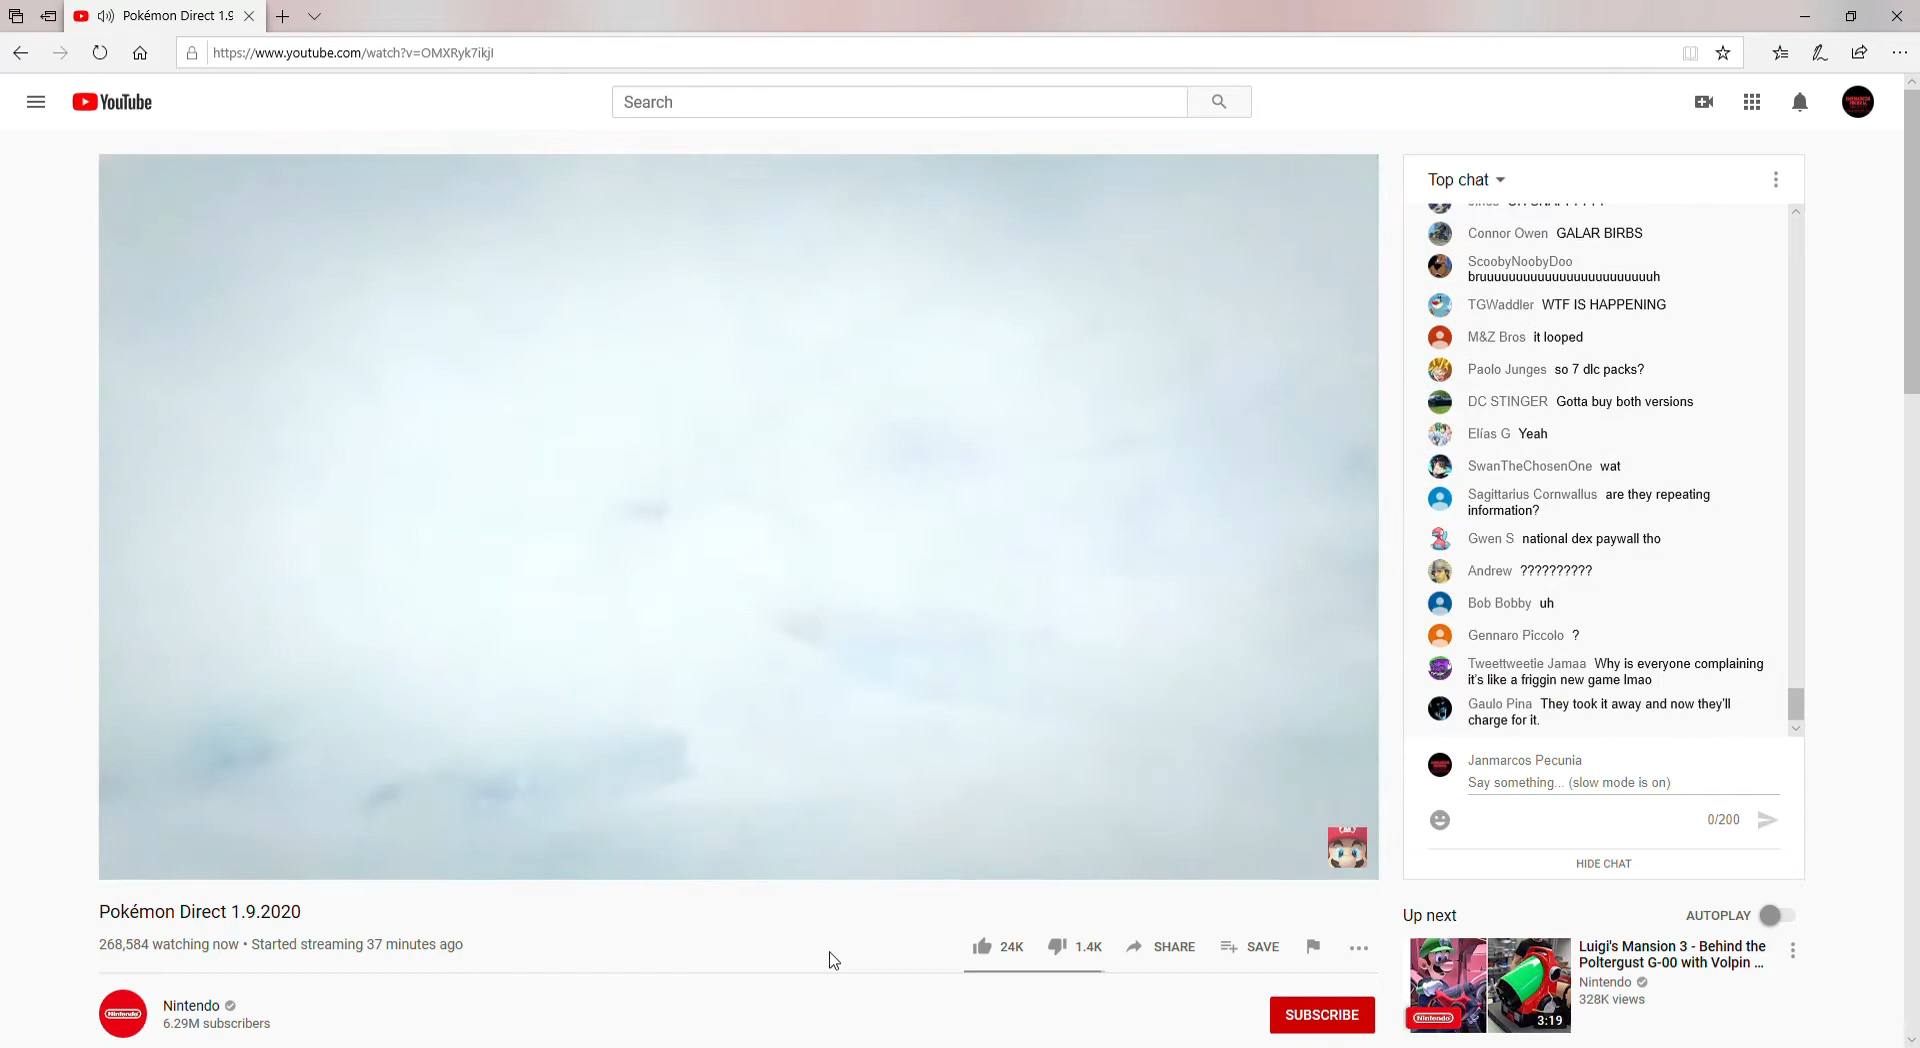 Pokémon Direct 1.9
https://www.youtube.com/watch?v=OMXRyk7ikjI
YouTube
Search
Top chat
Connor Owen GALAR BIRBS
ScoobyNoobyDoo
bruuuuuuuuuuuuuuuuuuuuuuuuh
TGWaddler WTF IS HAPPENING
M&Z Bros it looped
Paolo Junges so 7 dlc packs?
DC STINGER Gotta buy both versions
Elías G Yeah
SwanTheChosenOne wat
Sagittarius Cornwallus are they repeating
information?
Gwen S national dex paywall tho
Andrew ??????????
Bob Bobby uh
Gennaro Piccolo ?
Tweettweetie Jamaa Why is everyone complaining
it's like a friggin new game lmao
Gaulo Pina They took it away and now they'll
charge for it.
Janmarcos Pecunia
Say something... (slow mode is on)
0/200
HIDE CHAT
Pokémon Direct 1.9.2020
268,584 watching now • Started streaming 37 minutes ago
24K 1.4K SHARE SAVE
Nintendo
6.29M subscribers
SUBSCRIBE
Up next
AUTOPLAY
Luigi's Mansion 3 - Behind the
Poltergust G-00 with Volpin ...
Nintendo
328K views
Nintendo
3:19